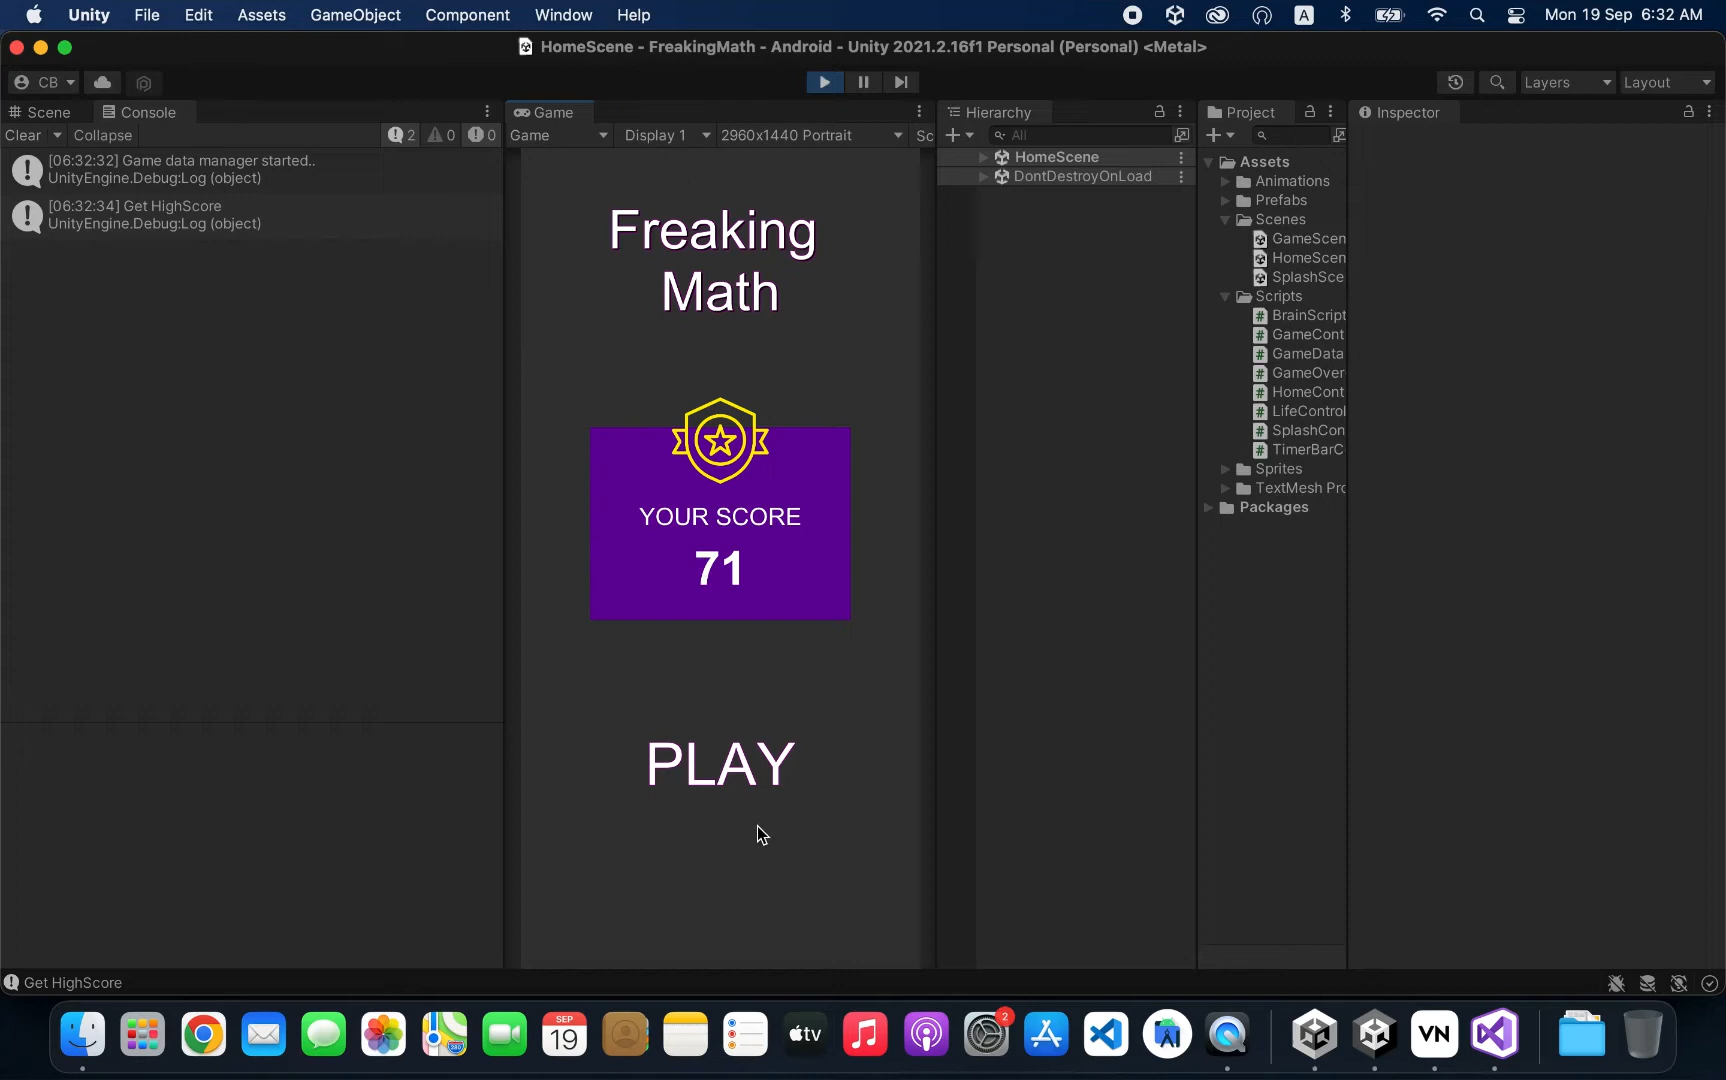 Unity File Edit Assets GameObject Component Window Help A Mon 19 Sep 6:32 AM
HomeScene - FreakingMath - Android - Unity 2021.2.16f1 Personal (Personal) <Metal>
CB Layers Layout
Scene Console Game Hierarchy Project Inspector
Clear Collapse 2 0 0 Game Display 1 2960x1440 Portrait Sc All
[06:32:32] Game data manager started..
UnityEngine.Debug:Log (object)
[06:32:34] Get HighScore
UnityEngine.Debug:Log (object)
Freaking
Math
YOUR SCORE
71
PLAY
HomeScene
DontDestroyOnLoad
Assets
Animations
Prefabs
Scenes
GameScen
HomeScen
SplashSce
Scripts
BrainScript
GameCont
GameData
GameOver
HomeCont
LifeControl
SplashCon
TimerBarC
Sprites
TextMesh Pro
Packages
Get HighScore
SEP
19
tv
2
VN